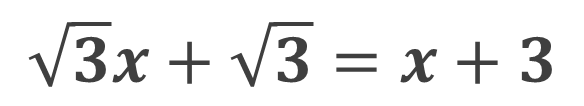 √3x + √3 = x + 3